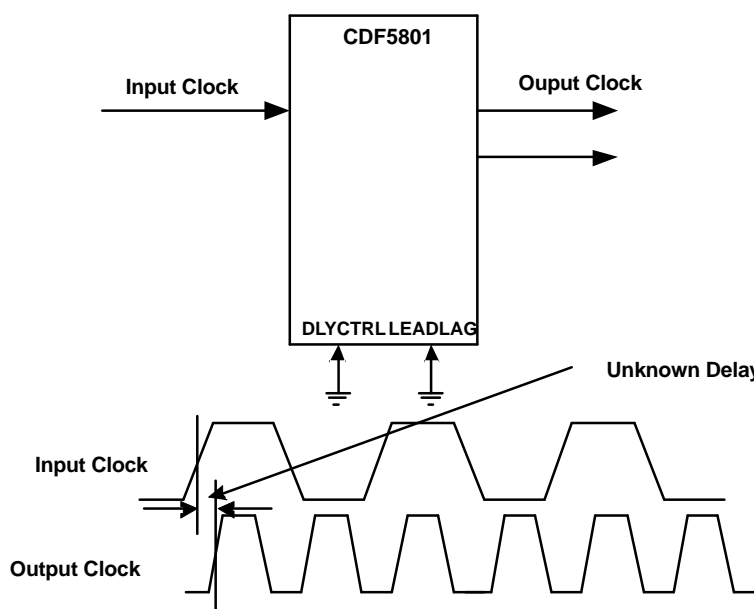 CDF5801
Input Clock
Ouput Clock
DLYCTRL LEADLAG
Unknown Delay
Input Clock
Output Clock